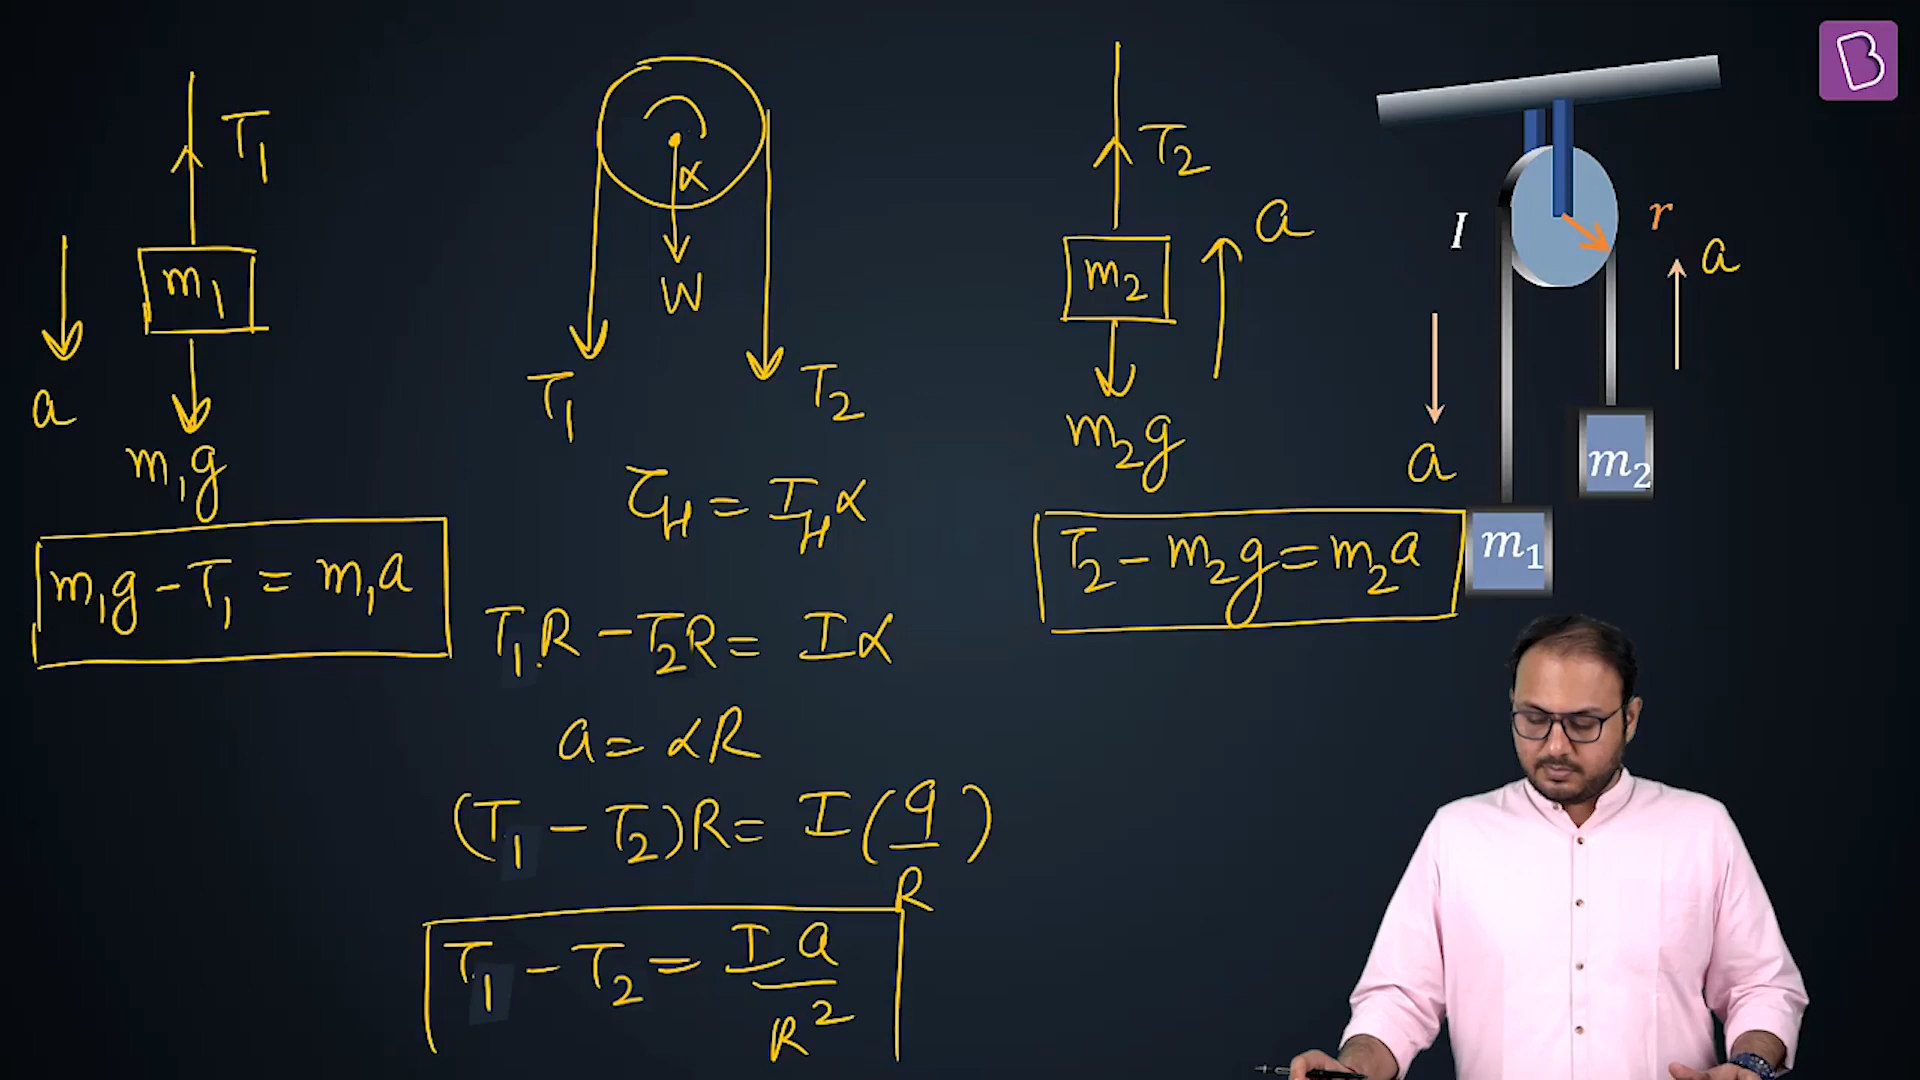 T₁
m₁
a
m₁g
m₁g - T₁ = m₁a
α
W
T₁
T₂
τ_H = I_H α
T₁R - T₂R = Iα
a = αR
(T₁ - T₂)R = I(a/R)
T₁ - T₂ = Ia/R²
T₂
m₂
a
m₂g
T₂ - m₂g = m₂a
I
r
a
a
m₂
m₁
B